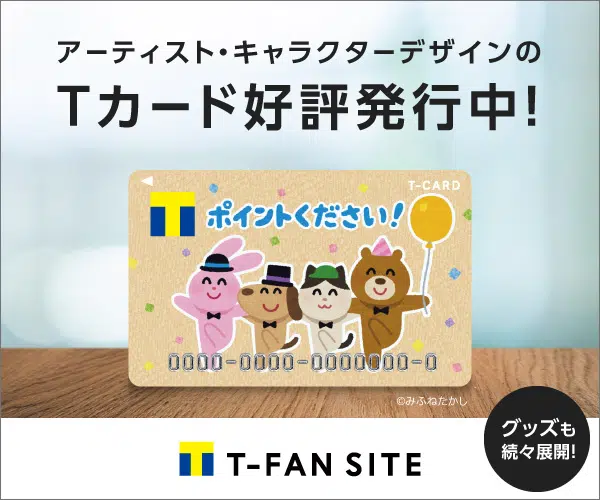 アーティスト・キャラクターデザインの
Tカード好評発行中!
T-CARD
T ポイントください!
0000-0000-0000000-0
©みふねたかし
グッズも
続々展開!
T-FAN SITE